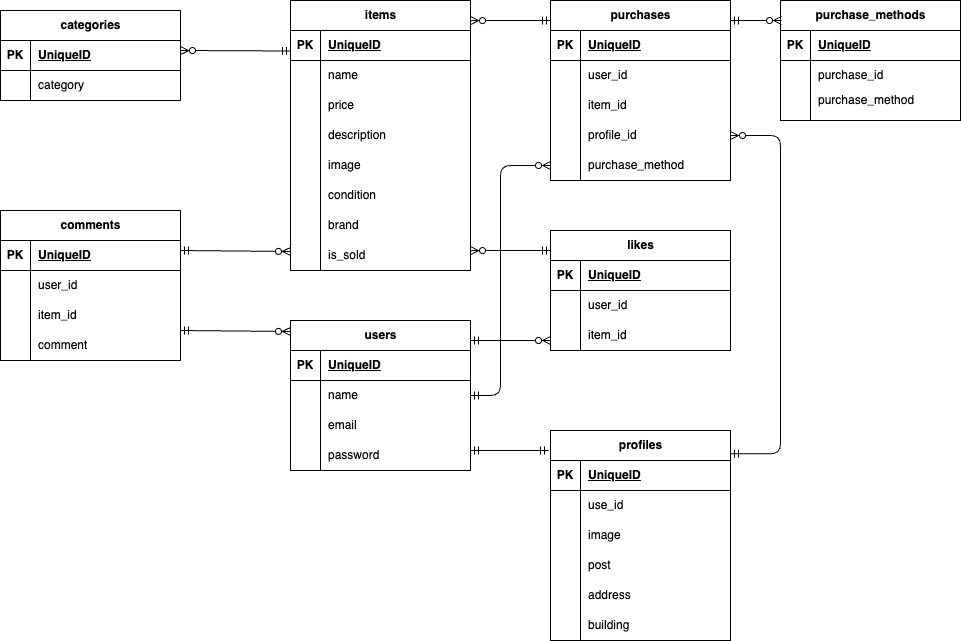 categories
PK UniqueID
category
items
PK UniqueID
name
price
description
image
condition
brand
is_sold
purchases
PK UniqueID
user_id
item_id
profile_id
purchase_method
purchase_methods
PK UniqueID
purchase_id
purchase_method
comments
PK UniqueID
user_id
item_id
comment
users
PK UniqueID
name
email
password
likes
PK UniqueID
user_id
item_id
profiles
PK UniqueID
use_id
image
post
address
building